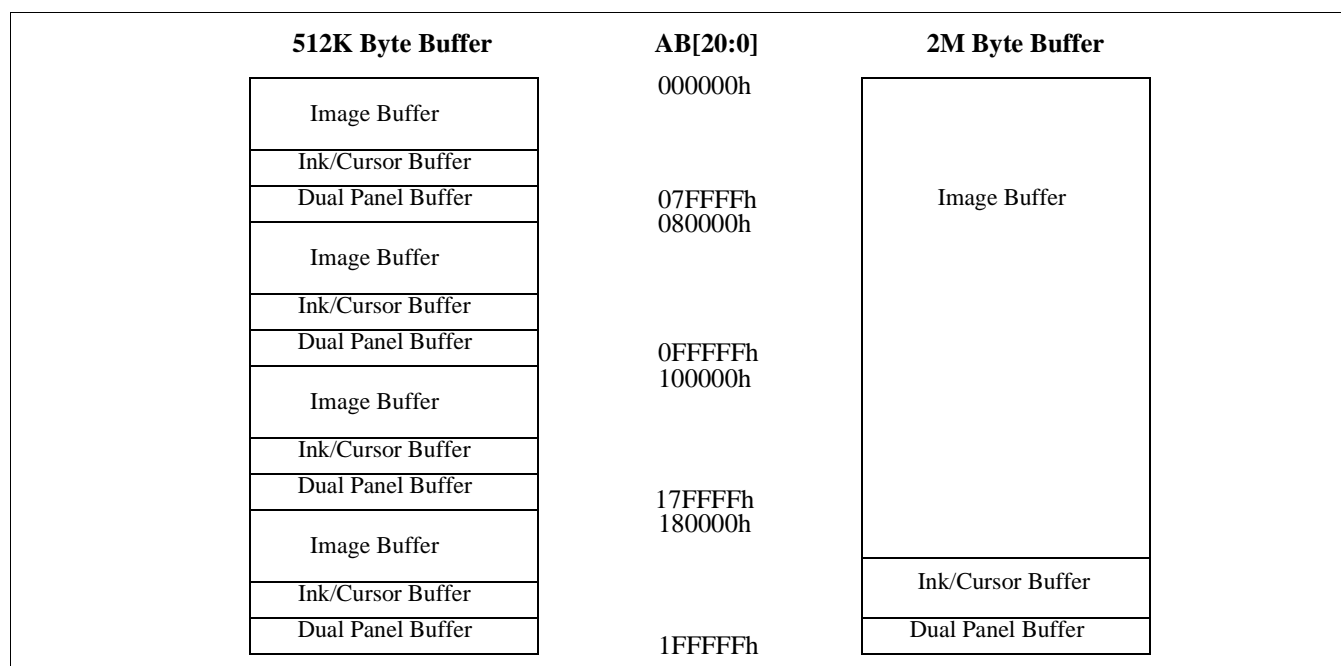 512K Byte Buffer AB[20:0] 2M Byte Buffer
000000h
Image Buffer
Ink/Cursor Buffer
Dual Panel Buffer 07FFFFh Image Buffer
080000h
Image Buffer
Ink/Cursor Buffer
Dual Panel Buffer
0FFFFFh
100000h
Image Buffer
Ink/Cursor Buffer
Dual Panel Buffer
17FFFFh
180000h
Image Buffer
Ink/Cursor Buffer
Ink/Cursor Buffer
Dual Panel Buffer Dual Panel Buffer
1FFFFFh